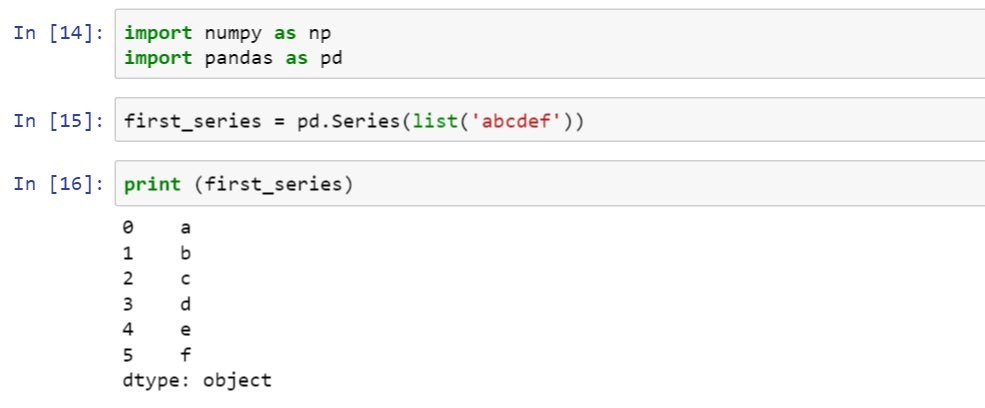 In [14]: import numpy as np
import pandas as pd
In [15]: first_series = pd.Series(list('abcdef'))
In [16]: print (first_series)
0    a
1    b
2    c
3    d
4    e
5    f
dtype: object